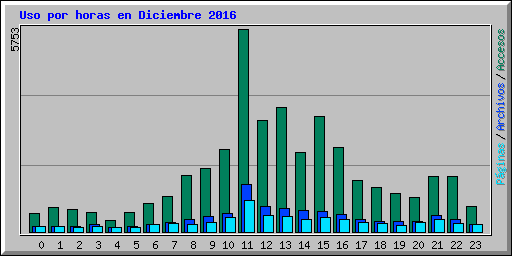 Uso por horas en Diciembre 2016
5753
Páginas / Archivos / Accesos
0 1 2 3 4 5 6 7 8 9 10 11 12 13 14 15 16 17 18 19 20 21 22 23